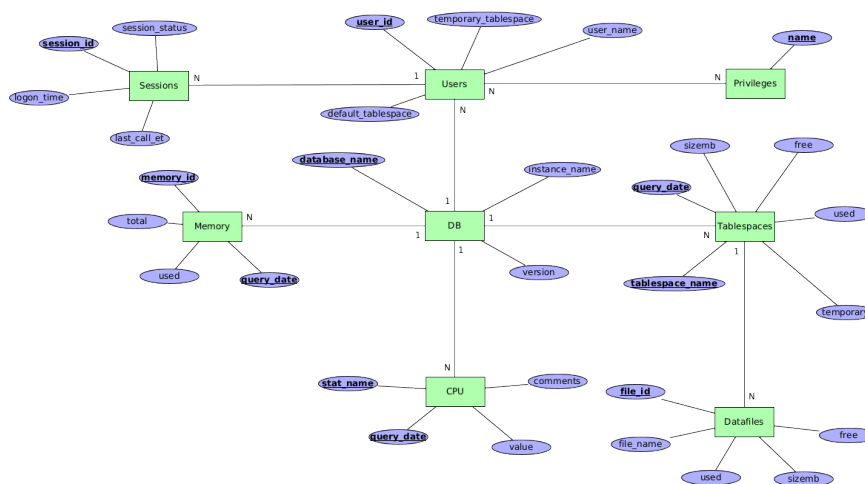 user_id
temporary_tablespace
session_status
user_name
session_id
name
Sessions
N
1
Users
N
N
Privileges
logon_time
default_tablespace
N
last_call_et
database_name
instance_name
sizemb
free
memory_id
query_date
total
Memory
N
1
1
DB
1
N
Tablespaces
used
1
1
used
query_date
version
tablespace_name
temporary
N
N
stat_name
CPU
comments
file_id
query_date
value
file_name
Datafiles
free
used
sizemb